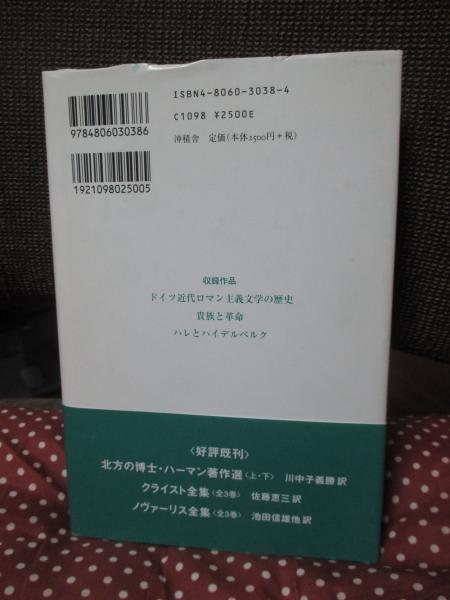 ISBN4-8060-3038-4
C1098 ¥2500E
沖積舎 定価(本体2500円+税)
9784806030386
1921098025005
収録作品
ドイツ近代ロマン主義文学の歴史
貴族と革命
ハレとハイデルベルク
〈好評既刊〉
北方の博士・ハーマン著作選〈上・下〉 川中子義勝訳
クライスト全集〈全3巻〉 佐藤恵三訳
ノヴァーリス全集〈全3巻〉 池田信雄他訳